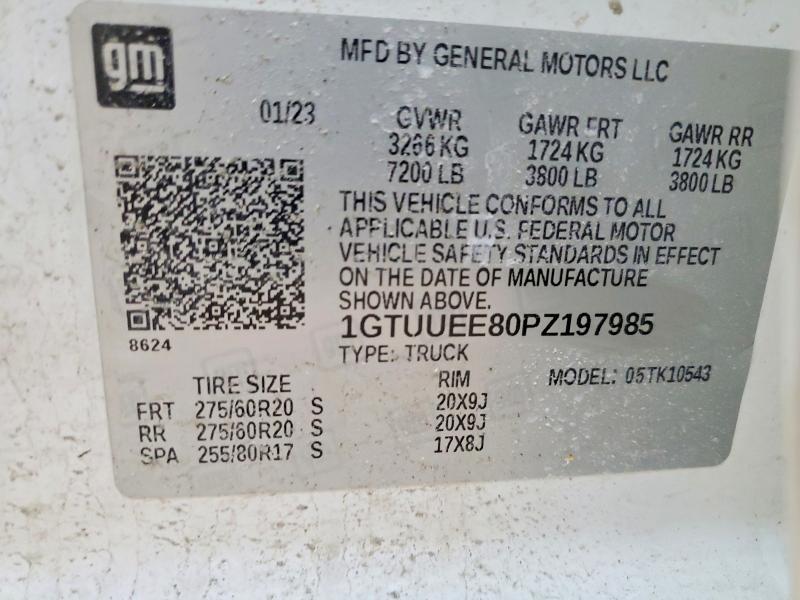 gm
MFD BY GENERAL MOTORS LLC
01/23
GVWR
3266 KG
7200 LB
GAWR FRT
1724 KG
3800 LB
GAWR RR
1724 KG
3800 LB
THIS VEHICLE CONFORMS TO ALL
APPLICABLE U.S. FEDERAL MOTOR
VEHICLE SAFETY STANDARDS IN EFFECT
ON THE DATE OF MANUFACTURE
SHOWN ABOVE.
8624
1GTUUEE80PZ197985
TYPE: TRUCK
MODEL: 05TK10543
TIRE SIZE RIM
FRT 275/60R20 S 20X9J
RR 275/60R20 S 20X9J
SPA 255/80R17 S 17X8J